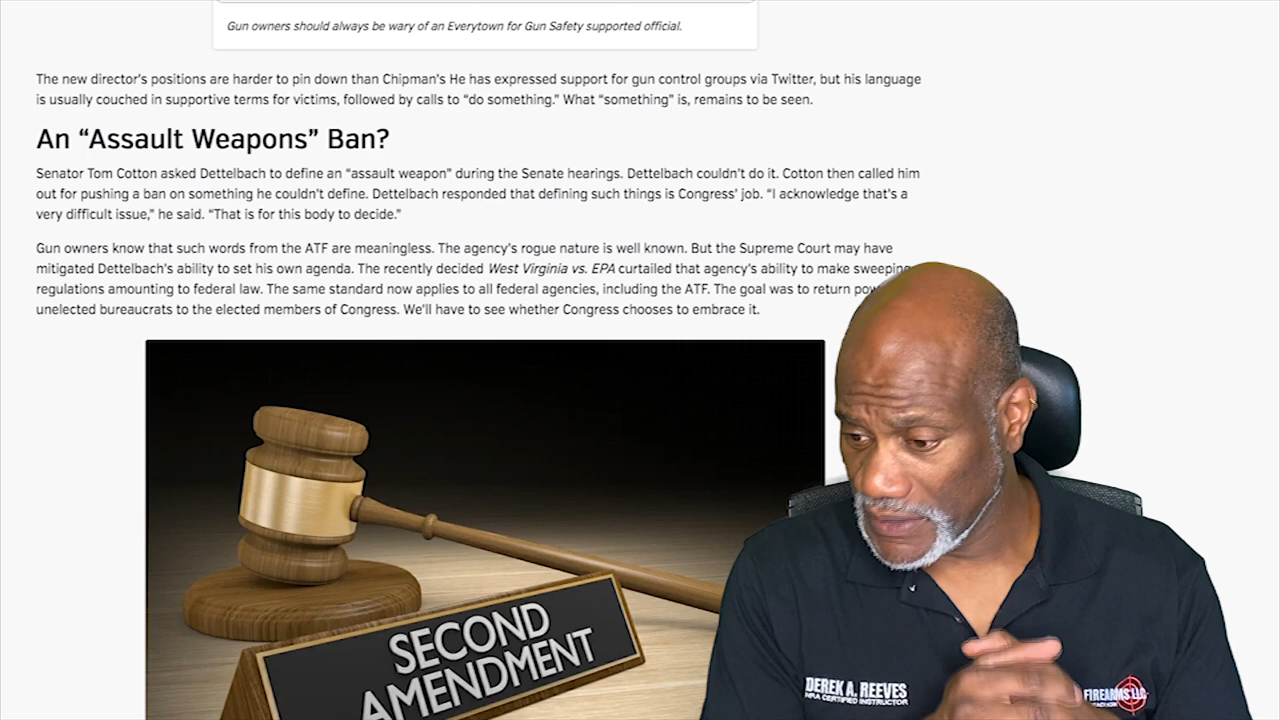 Gun owners should always be wary of an Everytown for Gun Safety supported official.
The new director's positions are harder to pin down than Chipman's He has expressed support for gun control groups via Twitter, but his language
is usually couched in supportive terms for victims, followed by calls to “do something.” What “something” is, remains to be seen.
An “Assault Weapons” Ban?
Senator Tom Cotton asked Dettelbach to define an “assault weapon” during the Senate hearings. Dettelbach couldn't do it. Cotton then called him
out for pushing a ban on something he couldn't define. Dettelbach responded that defining such things is Congress' job. “I acknowledge that's a
very difficult issue,” he said. “That is for this body to decide.”
Gun owners know that such words from the ATF are meaningless. The agency's rogue nature is well known. But the Supreme Court may have
mitigated Dettelbach's ability to set his own agenda. The recently decided West Virginia vs. EPA curtailed that agency's ability to make sweeping
regulations amounting to federal law. The same standard now applies to all federal agencies, including the ATF. The goal was to return
unelected bureaucrats to the elected members of Congress. We'll have to see whether Congress chooses to embrace it.
SECOND
AMENDMENT
DEREK A. REEVES
NRA CERTIFIED INSTRUCTOR
FIREARMS LLC